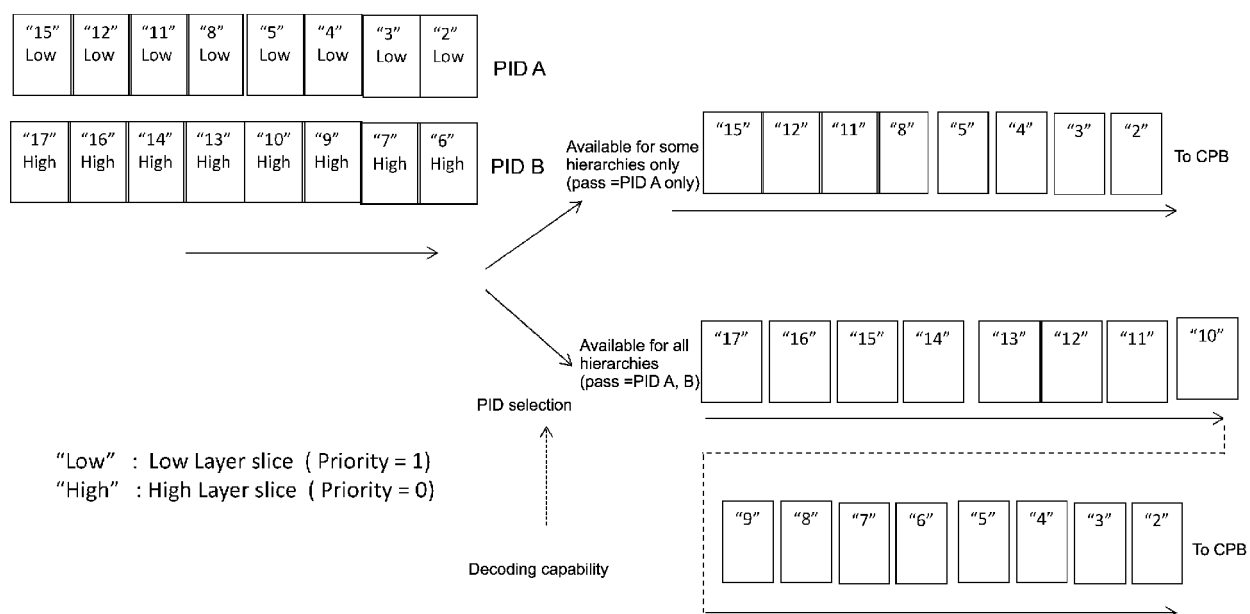 “15” “12” “11” “8” “5” “4” “3” “2”
Low Low Low Low Low Low Low Low
PID A
“17” “16” “14” “13” “10” “9” “7” “6”
High High High High High High High High
PID B
Available for some
hierarchies only
(pass =PID A only)
“15” “12” “11” “8” “5” “4” “3” “2”
To CPB
Available for all
hierarchies
(pass =PID A, B)
“17” “16” “15” “14” “13” “12” “11” “10”
PID selection
“Low” : Low Layer slice ( Priority = 1)
“High” : High Layer slice ( Priority = 0)
Decoding capability
“9” “8” “7” “6” “5” “4” “3” “2”
To CPB